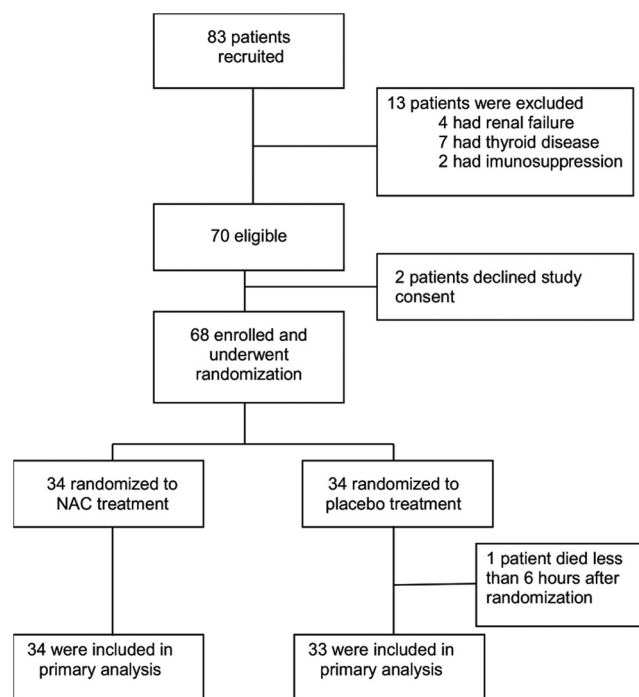 83 patients
recruited
13 patients were excluded
4 had renal failure
7 had thyroid disease
2 had imunosuppression
70 eligible
2 patients declined study
consent
68 enrolled and
underwent
randomization
34 randomized to
NAC treatment
34 randomized to
placebo treatment
1 patient died less
than 6 hours after
randomization
34 were included in
primary analysis
33 were included in
primary analysis